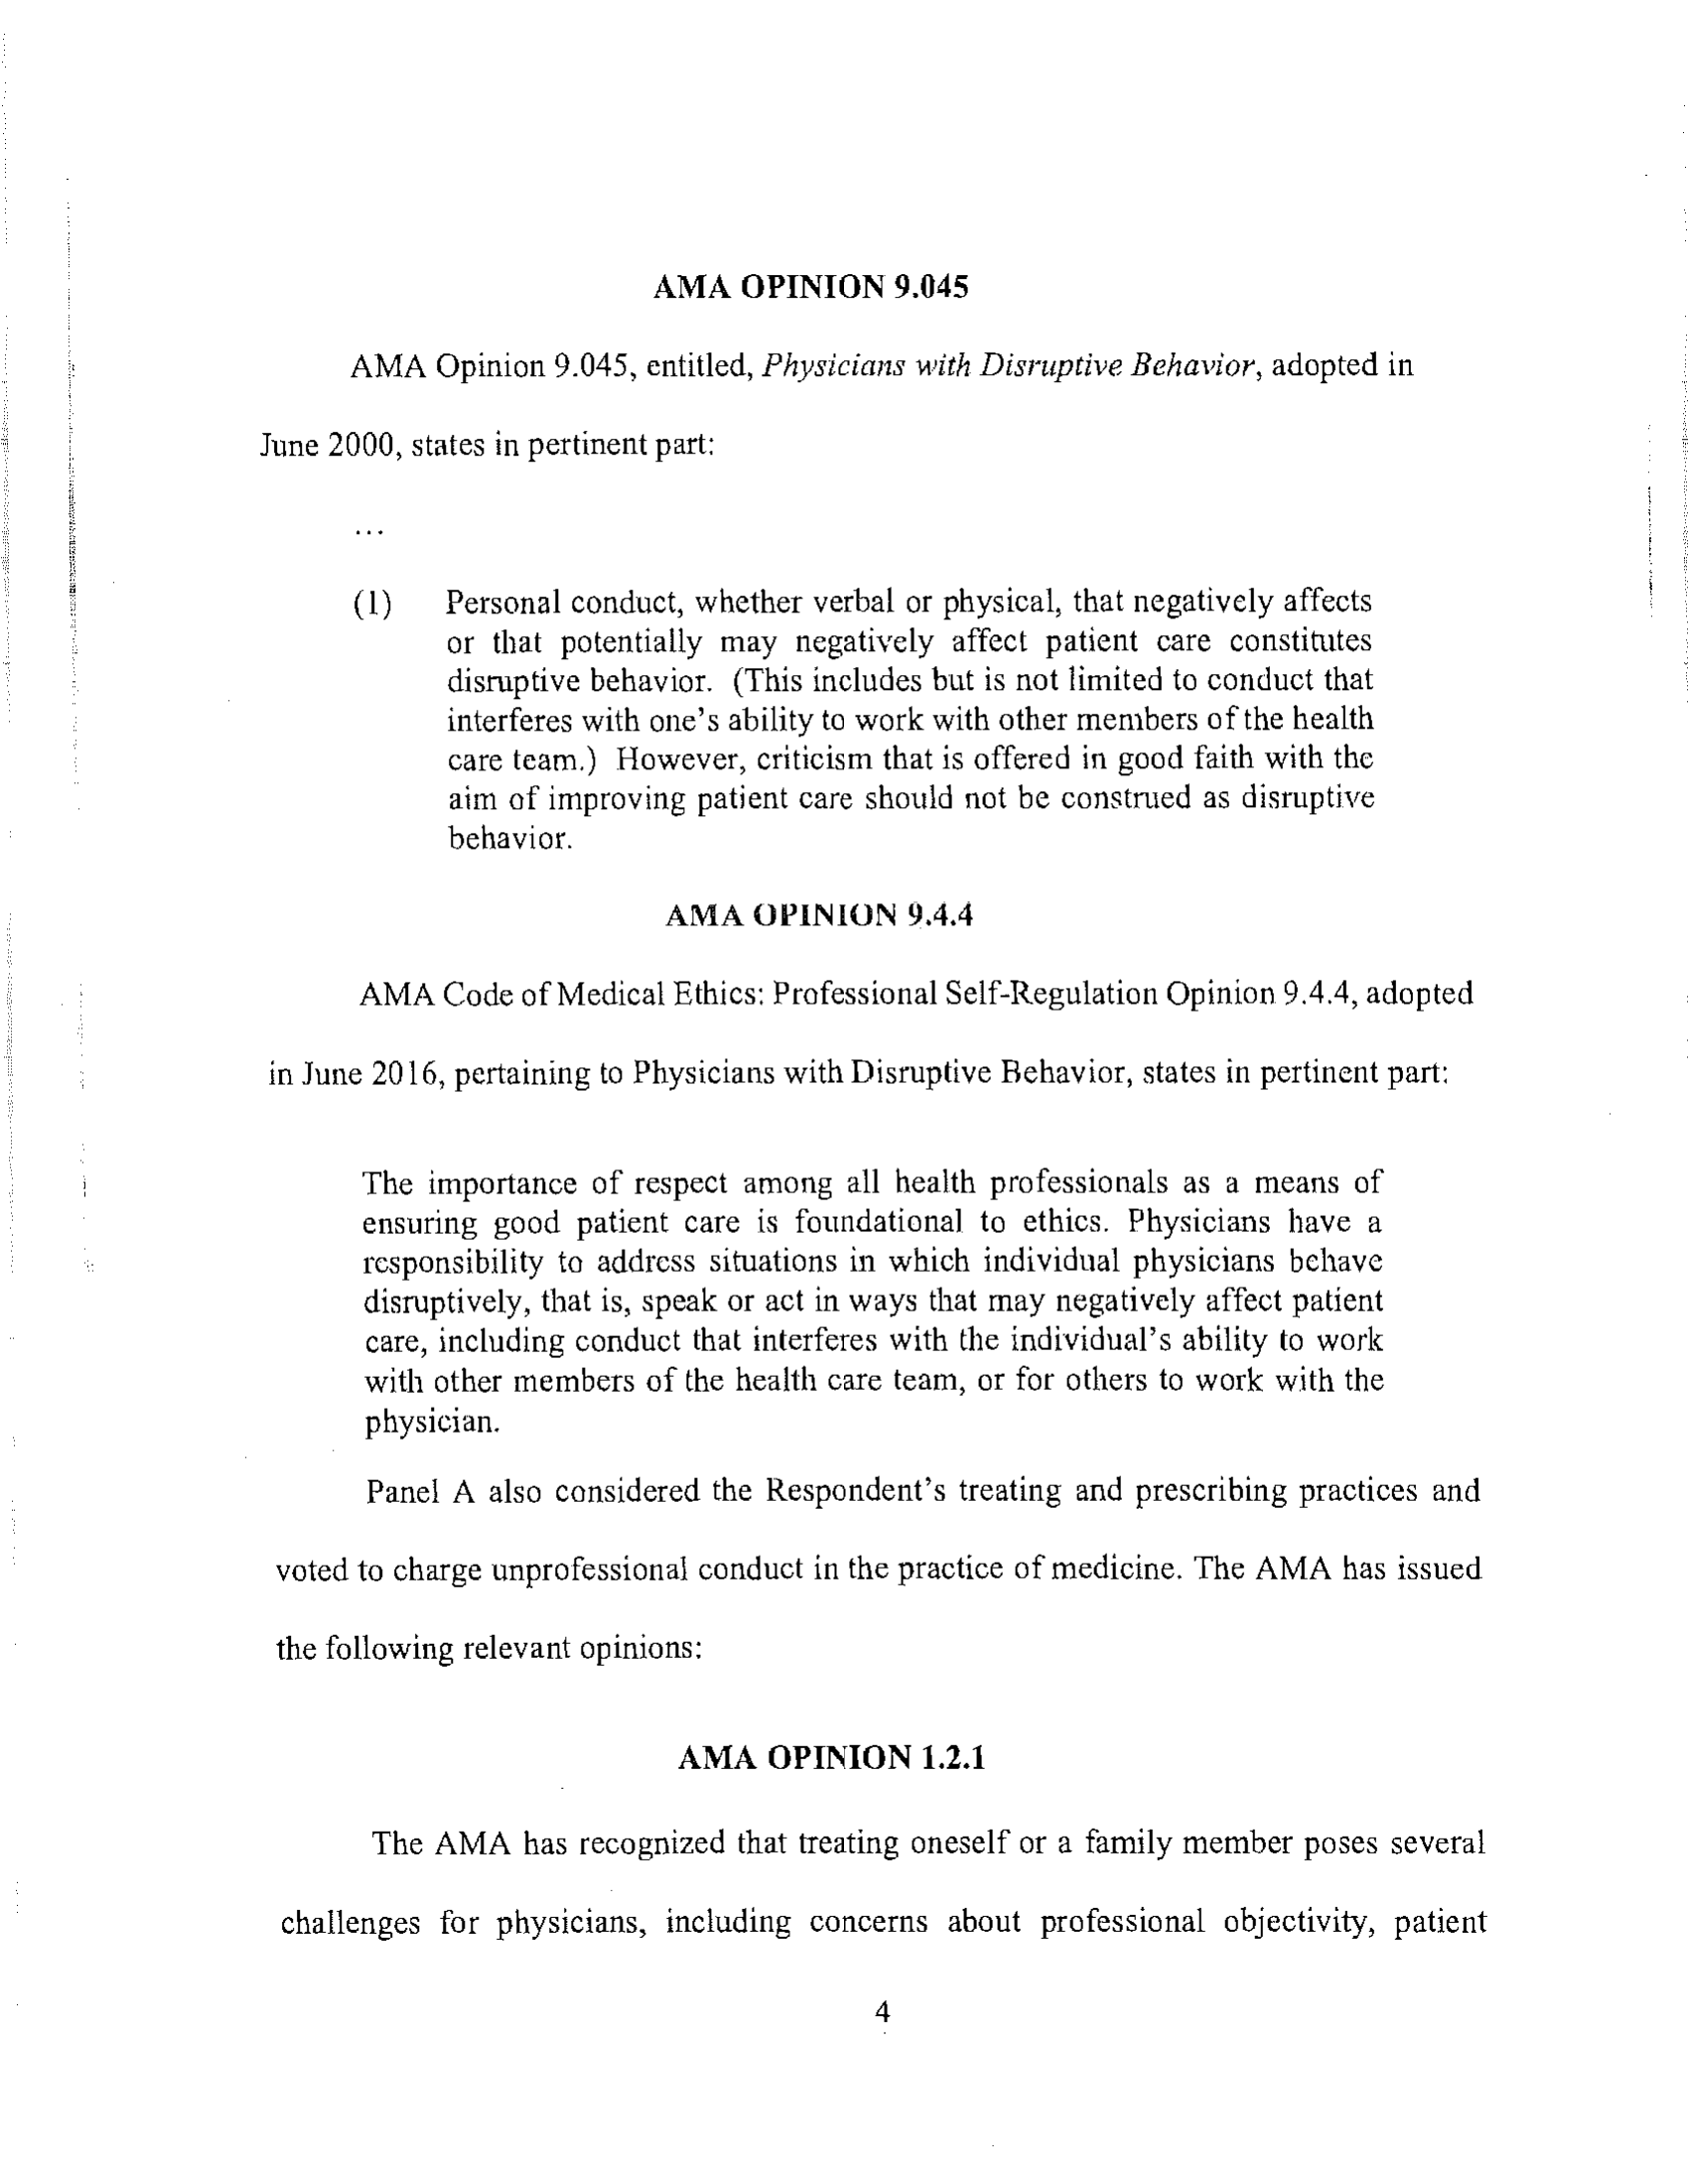 AMA OPINION 9.045
AMA Opinion 9.045, entitled, Physicians with Disruptive Behavior, adopted in
June 2000, states in pertinent part:
...
(1) Personal conduct, whether verbal or physical, that negatively affects
or that potentially may negatively affect patient care constitutes
disruptive behavior. (This includes but is not limited to conduct that
interferes with one's ability to work with other members of the health
care team.) However, criticism that is offered in good faith with the
aim of improving patient care should not be construed as disruptive
behavior.
AMA OPINION 9.4.4
AMA Code of Medical Ethics: Professional Self-Regulation Opinion 9.4.4, adopted
in June 2016, pertaining to Physicians with Disruptive Behavior, states in pertinent part:
The importance of respect among all health professionals as a means of
ensuring good patient care is foundational to ethics. Physicians have a
responsibility to address situations in which individual physicians behave
disruptively, that is, speak or act in ways that may negatively affect patient
care, including conduct that interferes with the individual's ability to work
with other members of the health care team, or for others to work with the
physician.
Panel A also considered the Respondent's treating and prescribing practices and
voted to charge unprofessional conduct in the practice of medicine. The AMA has issued
the following relevant opinions:
AMA OPINION 1.2.1
The AMA has recognized that treating oneself or a family member poses several
challenges for physicians, including concerns about professional objectivity, patient
4